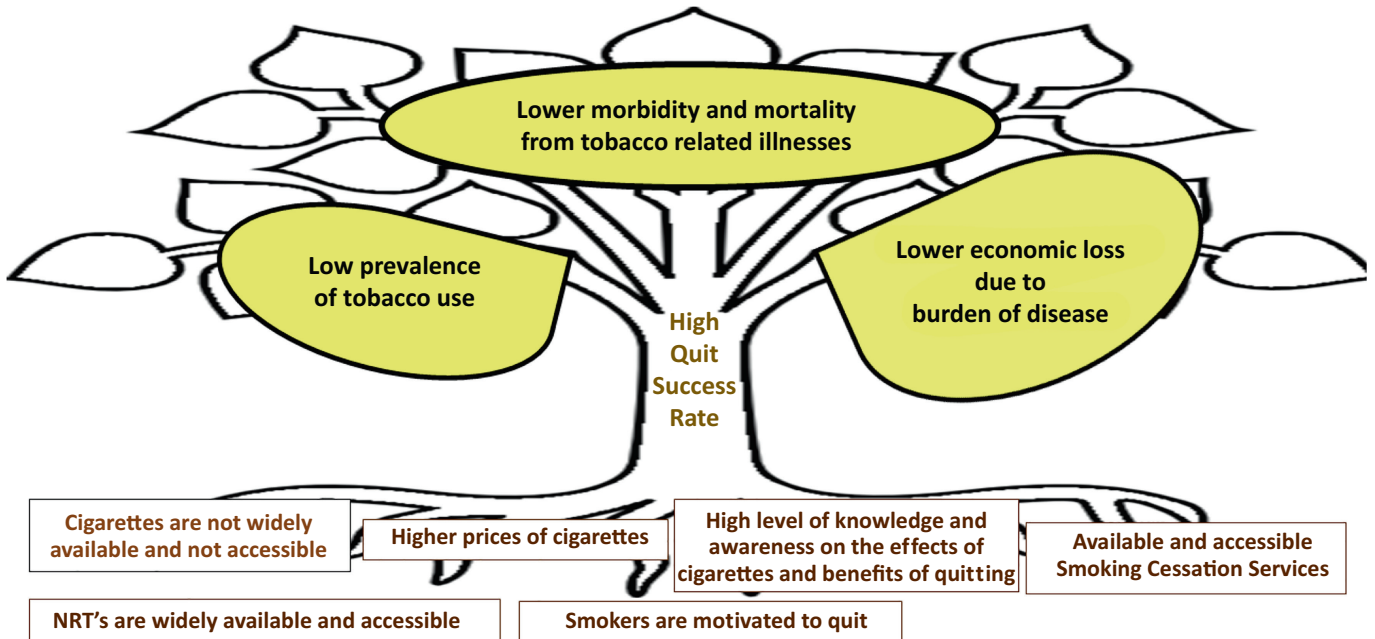 Lower morbidity and mortality
from tobacco related illnesses
Low prevalence
of tobacco use
Lower economic loss
due to
burden of disease
High
Quit
Success
Rate
Cigarettes are not widely
available and not accessible
Higher prices of cigarettes
High level of knowledge and
awareness on the effects of
cigarettes and benefits of quitting
Available and accessible
Smoking Cessation Services
NRT's are widely available and accessible
Smokers are motivated to quit